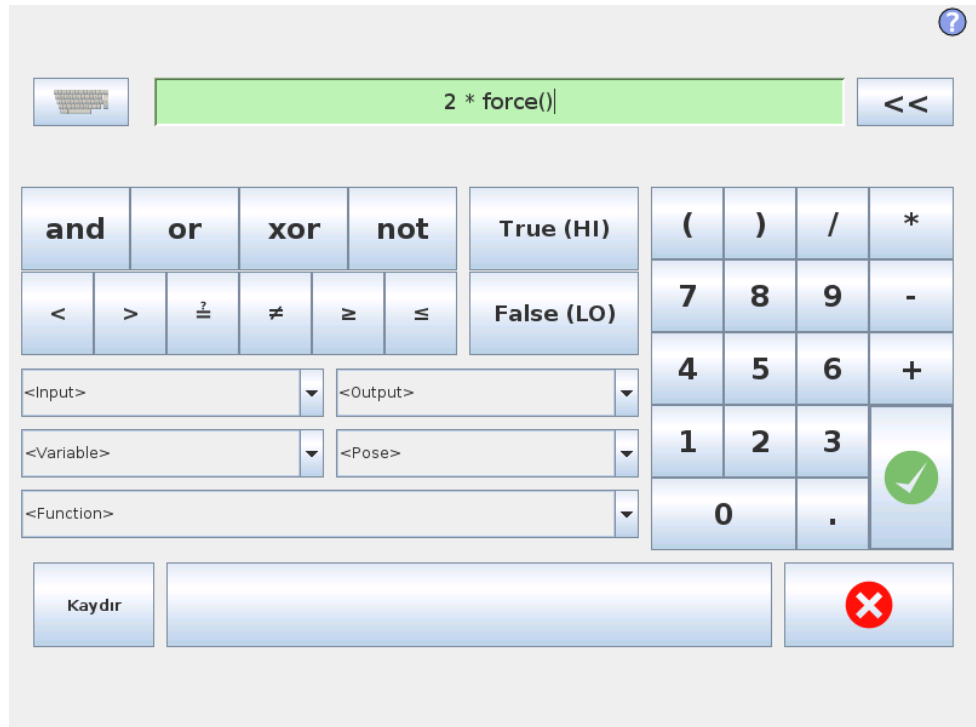 ?
2 * force()
<<
and or xor not True (HI) ( ) / *
7 8 9 -
< > ≟ ≠ ≥ ≤ False (LO)
4 5 6 +
<Input> <Output>
1 2 3
<Variable> <Pose>
<Function>
0 .
Kaydır